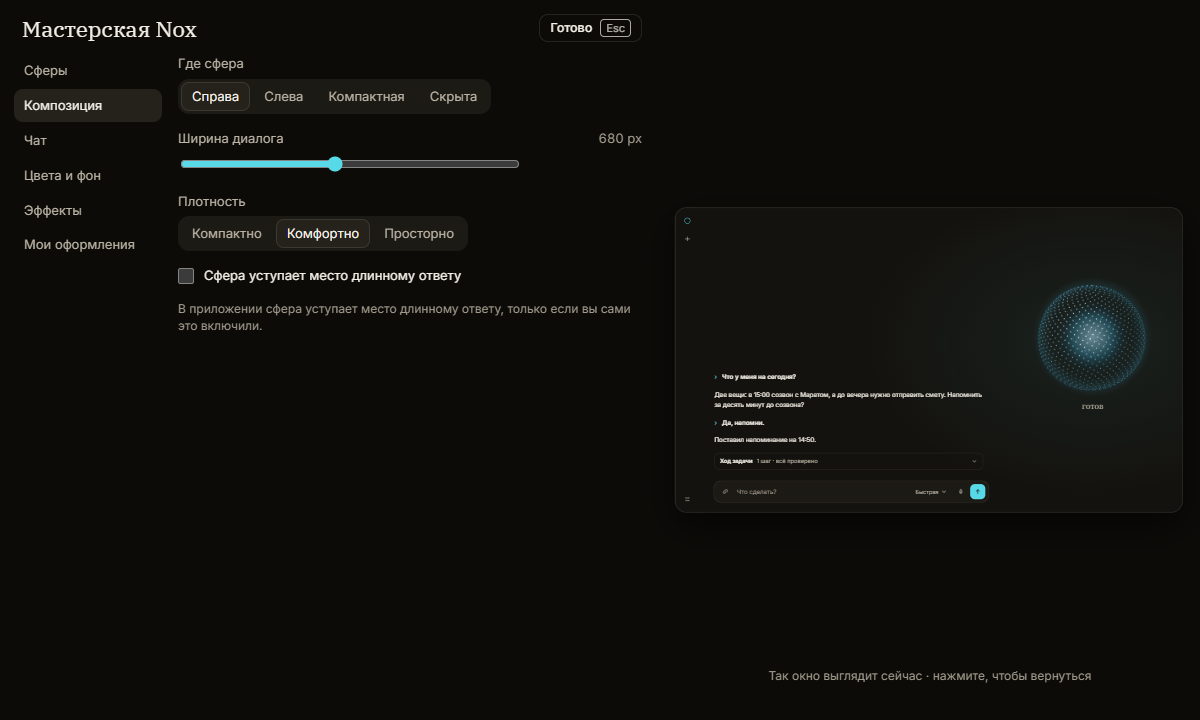 Мастерская Nox
Готово Esc
Сферы
Композиция
Чат
Цвета и фон
Эффекты
Мои оформления
Где сфера
Справа Слева Компактная Скрыта
Ширина диалога 680 px
Плотность
Компактно Комфортно Просторно
Сфера уступает место длинному ответу
В приложении сфера уступает место длинному ответу, только если вы сами
это включили.
Что у меня на сегодня?
Две вещи: в 15:00 созвон с Маратом, а до вечера нужно отправить смету. Напомнить
за десять минут до созвона?
Да, напомни.
Поставил напоминание на 14:50.
Ход задачи 1 шаг · всё проверено
Что сделать? Быстрая
готов
Так окно выглядит сейчас · нажмите, чтобы вернуться